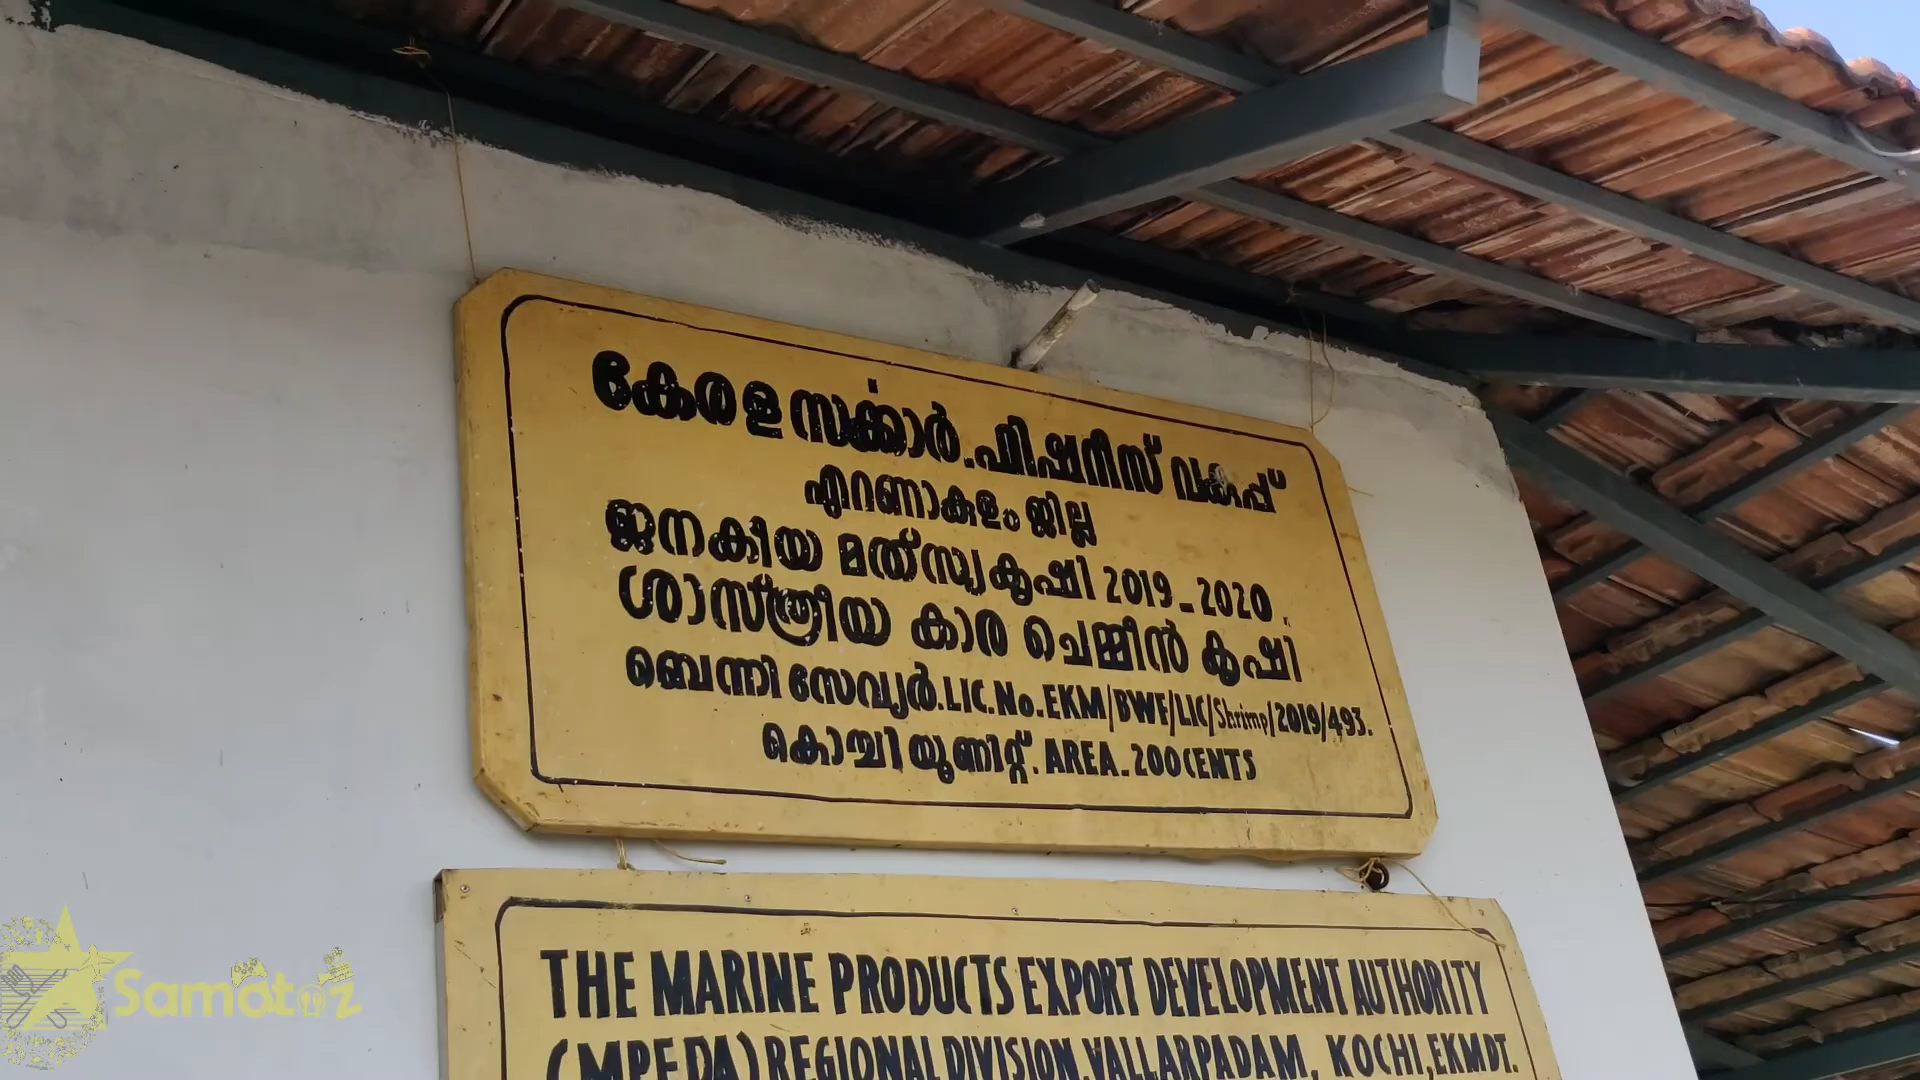 കേരള സർക്കാർ. ഫിഷറീസ് വകുപ്പ്
എറണാകുളം ജില്ല
ജനകീയ മത്സ്യകൃഷി 2019-2020.
ശാസ്ത്രീയ കാര ചെമ്മീൻ കൃഷി
ബെന്നി സേവ്യർ. LIC. No. EKM/BWF/LIC/Shrimp/2019/493.
കൊച്ചി യൂണിറ്റ്. AREA. 200 CENTS
THE MARINE PRODUCTS EXPORT DEVELOPMENT AUTHORITY
(MPEDA) REGIONAL DIVISION, VALLARPADAM, KOCHI, EKMDT.
Samatoz